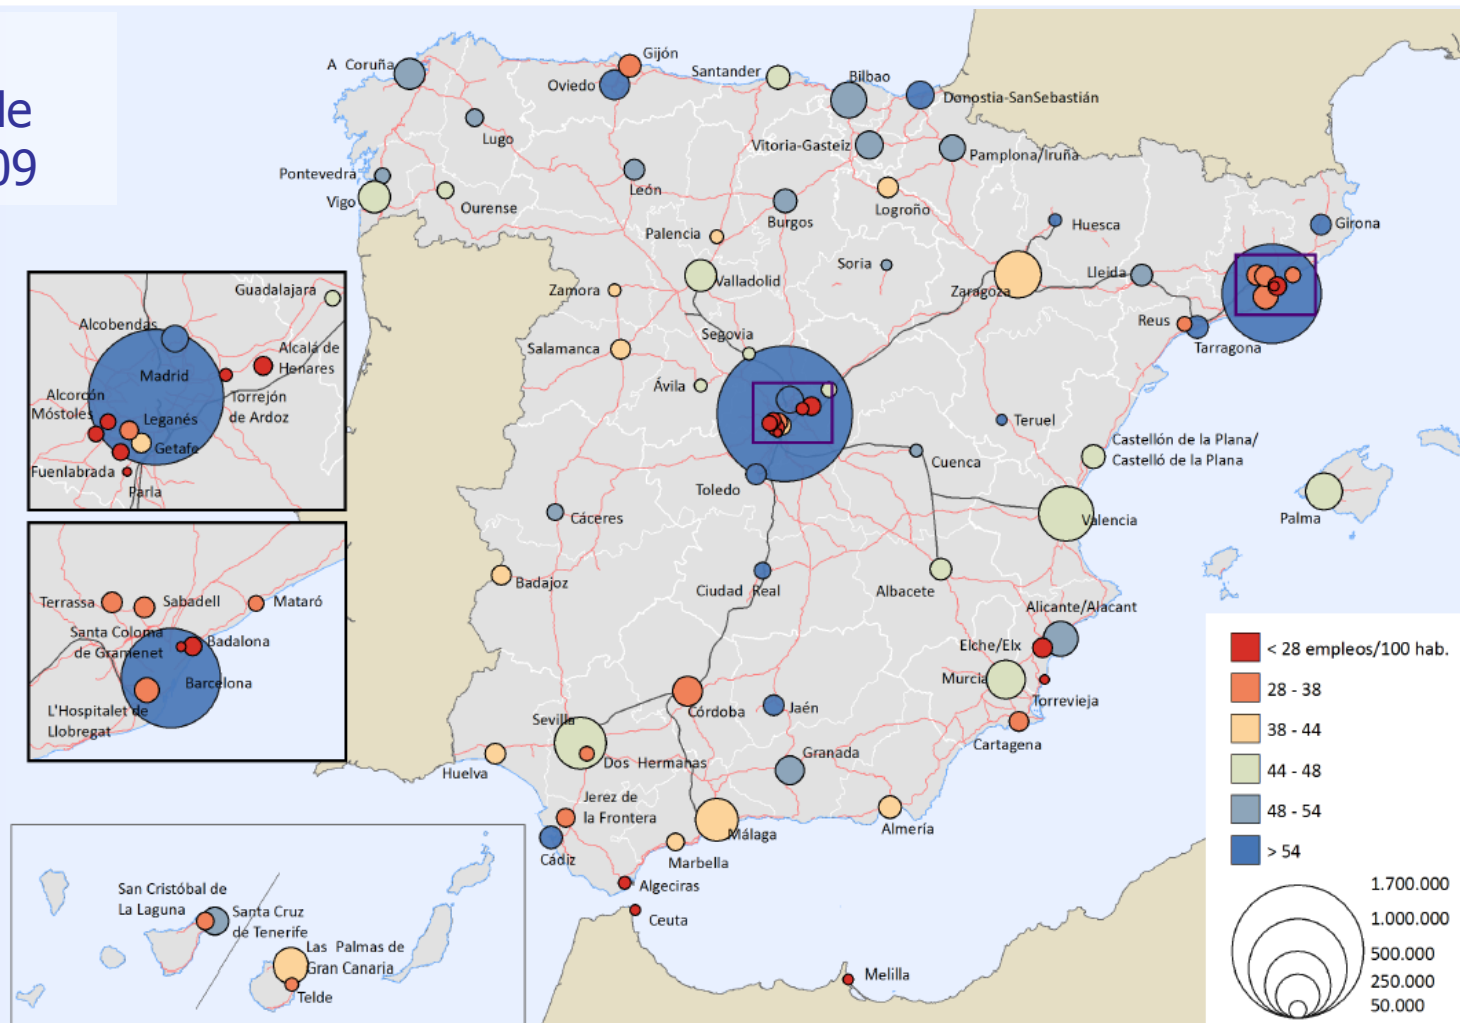 de
09
A Coruña
Gijón
Oviedo
Santander
Bilbao
Donostia-SanSebastián
Lugo
Vitoria-Gasteiz
Pamplona/Iruña
Pontevedra
León
Vigo
Ourense
Burgos
Logroño
Huesca
Girona
Palencia
Soria
Lleida
Valladolid
Zamora
Zaragoza
Reus
Tarragona
Segovia
Salamanca
Ávila
Teruel
Castellón de la Plana/
Castelló de la Plana
Cuenca
Toledo
Cáceres
Valencia
Palma
Badajoz
Ciudad Real
Albacete
Alicante/Alacant
Elche/Elx
Murcia
Torrevieja
Cartagena
Córdoba
Jaén
Sevilla
Dos Hermanas
Granada
Huelva
Jerez de
la Frontera
Cádiz
Málaga
Marbella
Almería
Algeciras
Ceuta
Melilla
Guadalajara
Alcobendas
Alcalá de
Henares
Madrid
Torrejón
de Ardoz
Alcorcón
Móstoles
Leganés
Getafe
Fuenlabrada
Parla
Terrassa
Sabadell
Mataró
Santa Coloma
de Gramenet
Badalona
Barcelona
L'Hospitalet de
Llobregat
San Cristóbal de
La Laguna
Santa Cruz
de Tenerife
Las Palmas de
Gran Canaria
Telde
< 28 empleos/100 hab.
28 - 38
38 - 44
44 - 48
48 - 54
> 54
1.700.000
1.000.000
500.000
250.000
50.000